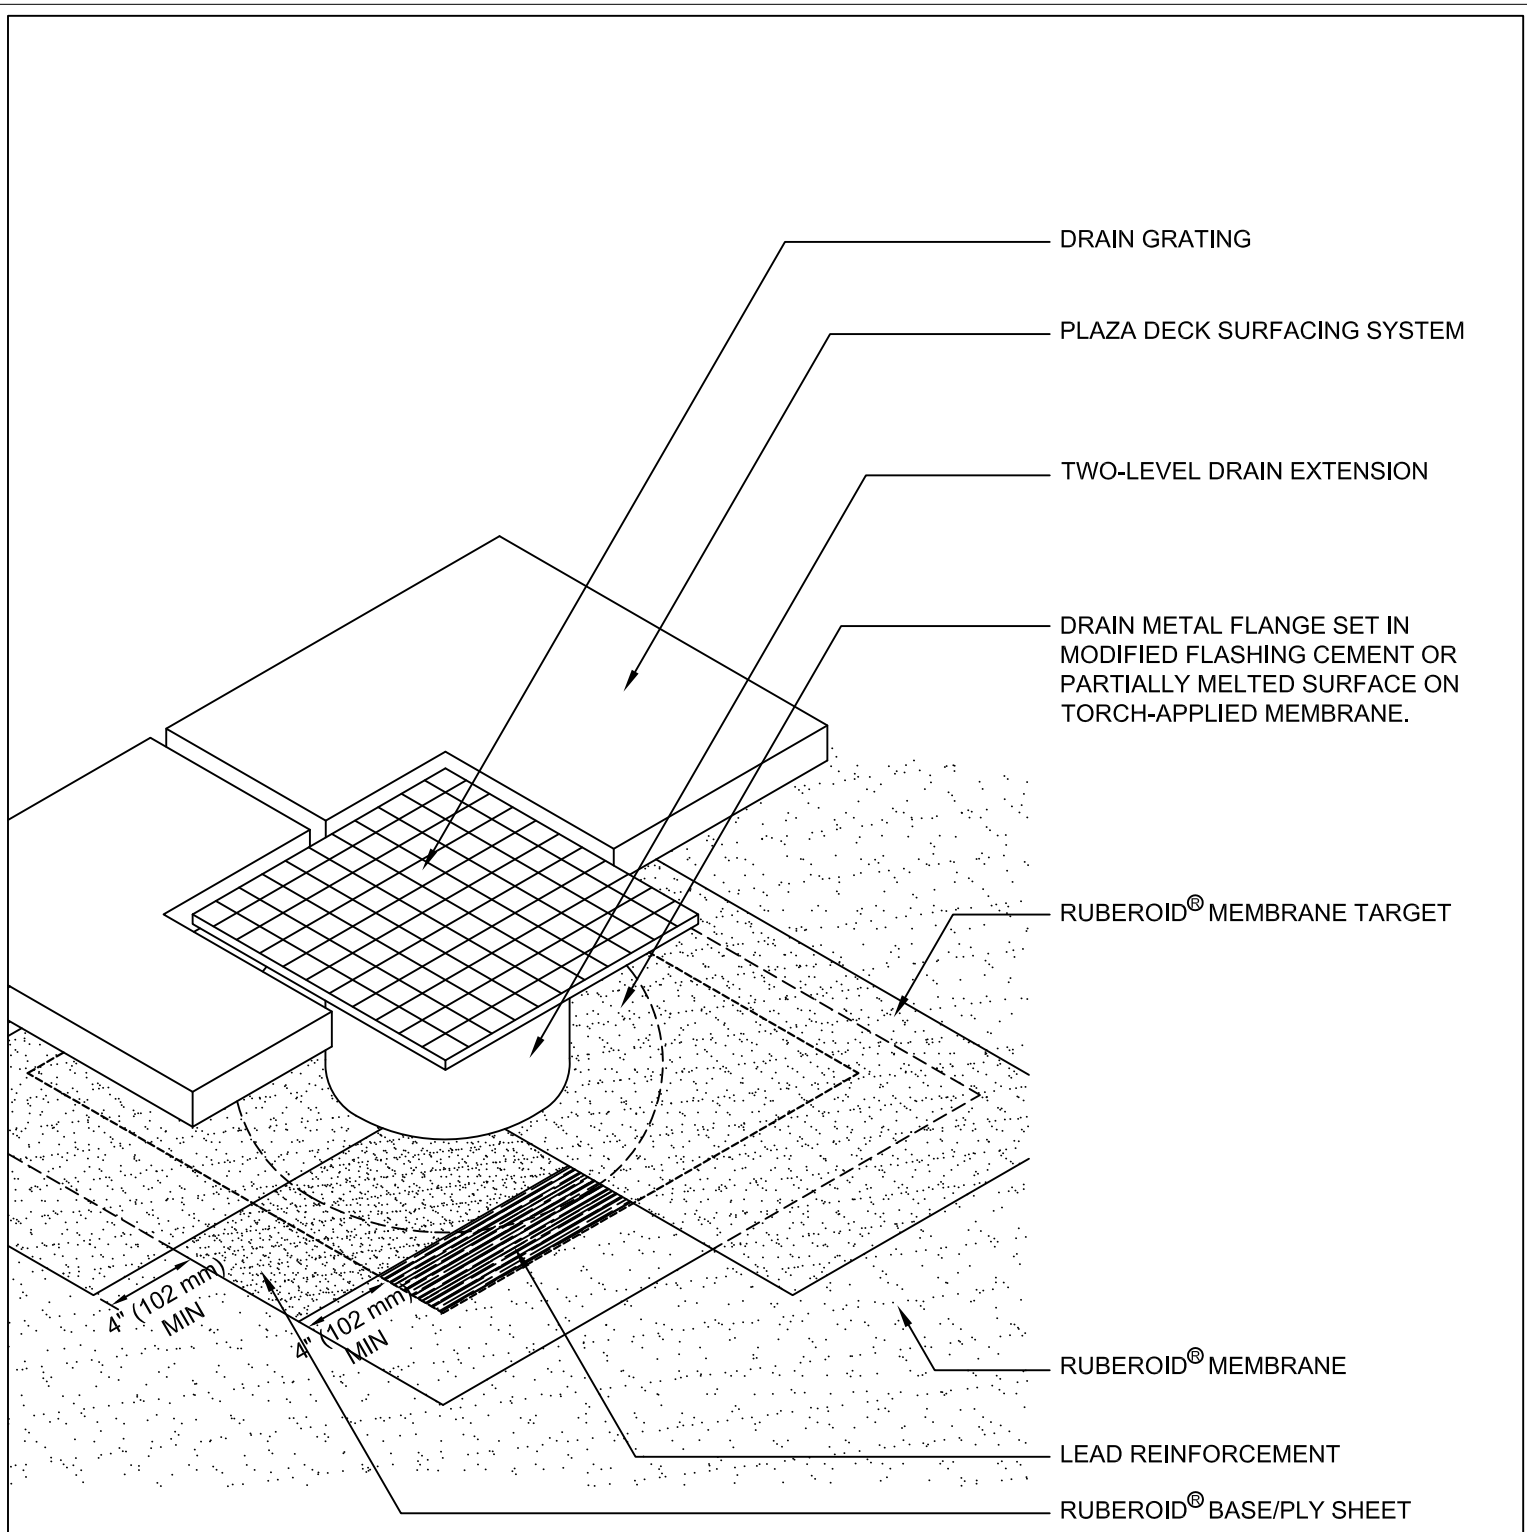 DRAIN GRATING
PLAZA DECK SURFACING SYSTEM
TWO-LEVEL DRAIN EXTENSION
DRAIN METAL FLANGE SET IN
MODIFIED FLASHING CEMENT OR
PARTIALLY MELTED SURFACE ON
TORCH-APPLIED MEMBRANE.
RUBEROID® MEMBRANE TARGET
4" (102 mm)
MIN
4" (102 mm)
MIN
RUBEROID® MEMBRANE
LEAD REINFORCEMENT
RUBEROID® BASE/PLY SHEET